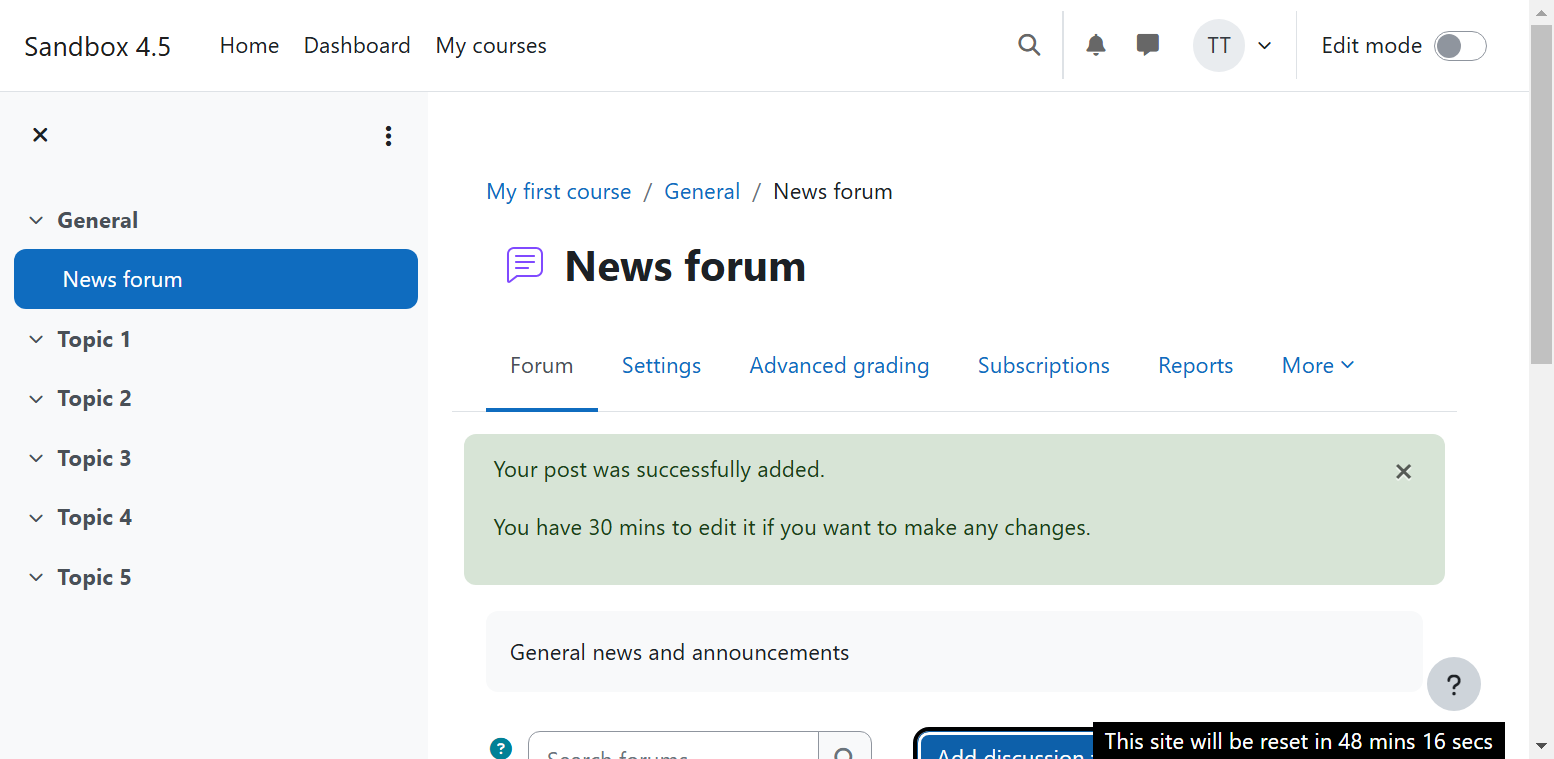 Sandbox 4.5 Home Dashboard My courses TT Edit mode
General
News forum
Topic 1
Topic 2
Topic 3
Topic 4
Topic 5
My first course / General / News forum
News forum
Forum Settings Advanced grading Subscriptions Reports More
Your post was successfully added.
You have 30 mins to edit it if you want to make any changes.
General news and announcements
?
? Search forums Add discussion
This site will be reset in 48 mins 16 secs